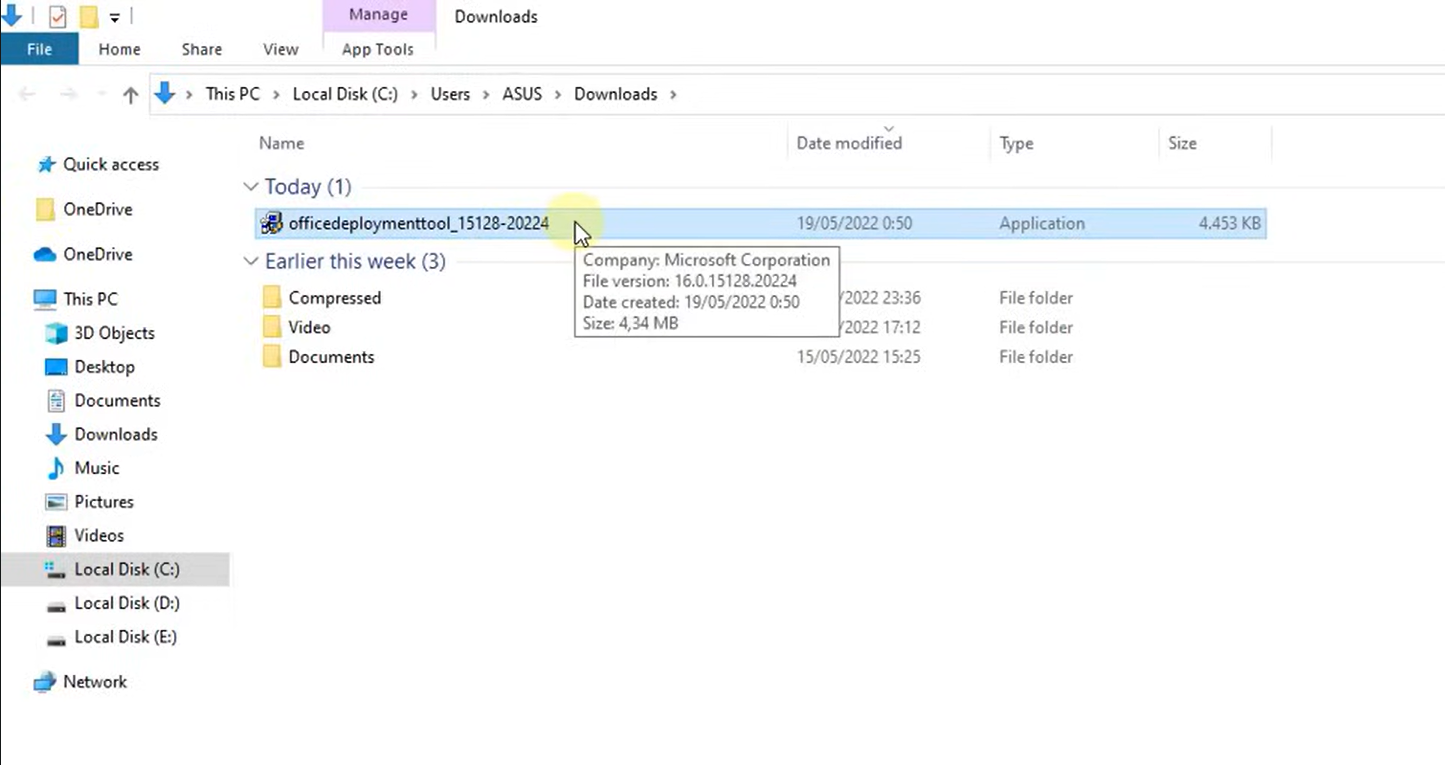 Manage
Downloads
File
Home
Share
View
App Tools
This PC
Local Disk (C:)
Users
ASUS
Downloads
Name
Date modified
Type
Size
Quick access
OneDrive
OneDrive
This PC
3D Objects
Desktop
Documents
Downloads
Music
Pictures
Videos
Local Disk (C:)
Local Disk (D:)
Local Disk (E:)
Network
Today (1)
officedeploymenttool_15128-20224 19/05/2022 0:50 Application 4.453 KB
Earlier this week (3)
Compressed /2022 23:36 File folder
Video /2022 17:12 File folder
Documents 15/05/2022 15:25 File folder
Company: Microsoft Corporation
File version: 16.0.15128.20224
Date created: 19/05/2022 0:50
Size: 4,34 MB